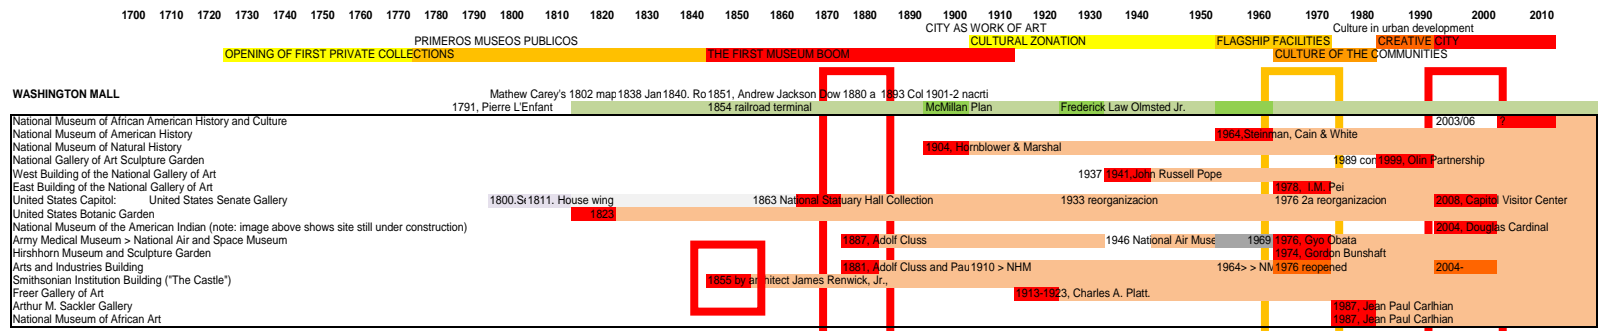 1700 1710 1720 1730 1740 1750 1760 1770 1780 1790 1800 1810 1820 1830 1840 1850 1860 1870 1880 1890 1900 1910 1920 1930 1940 1950 1960 1970 1980 1990 2000 2010
CITY AS WORK OF ART Culture in urban development
PRIMEROS MUSEOS PUBLICOS CULTURAL ZONATION FLAGSHIP FACILITIES CREATIVE CITY
OPENING OF FIRST PRIVATE COLLECTIONS THE FIRST MUSEUM BOOM CULTURE OF THE COMMUNITIES
WASHINGTON MALL Mathew Carey's 1802 map 1838 Jan 1840. Ro 1851, Andrew Jackson Dow 1880 a 1893 Col 1901-2 nacrti
1791, Pierre L'Enfant 1854 railroad terminal McMillan Plan Frederick Law Olmsted Jr.
National Museum of African American History and Culture 2003/06 ?
National Museum of American History 1964,Steinman, Cain & White
National Museum of Natural History 1904, Hornblower & Marshal
National Gallery of Art Sculpture Garden 1989 con 1999, Olin Partnership
West Building of the National Gallery of Art 1937 1941,John Russell Pope
East Building of the National Gallery of Art 1978, I.M. Pei
United States Capitol: United States Senate Gallery 1800.Se 1811. House wing 1863 National Statuary Hall Collection 1933 reorganizacion 1976 2a reorganizacion 2008, Capitol Visitor Center
United States Botanic Garden 1823
National Museum of the American Indian (note: image above shows site still under construction) 2004, Douglas Cardinal
Army Medical Museum > National Air and Space Museum 1887, Adolf Cluss 1946 National Air Muse 1969 1976, Gyo Obata
Hirshhorn Museum and Sculpture Garden 1974, Gordon Bunshaft
Arts and Industries Building 1881, Adolf Cluss and Pau 1910 > NHM 1964> > NM 1976 reopened 2004-
Smithsonian Institution Building ("The Castle") 1855 by architect James Renwick, Jr.,
Freer Gallery of Art 1913-1923, Charles A. Platt.
Arthur M. Sackler Gallery 1987, Jean Paul Carlhian
National Museum of African Art 1987, Jean Paul Carlhian